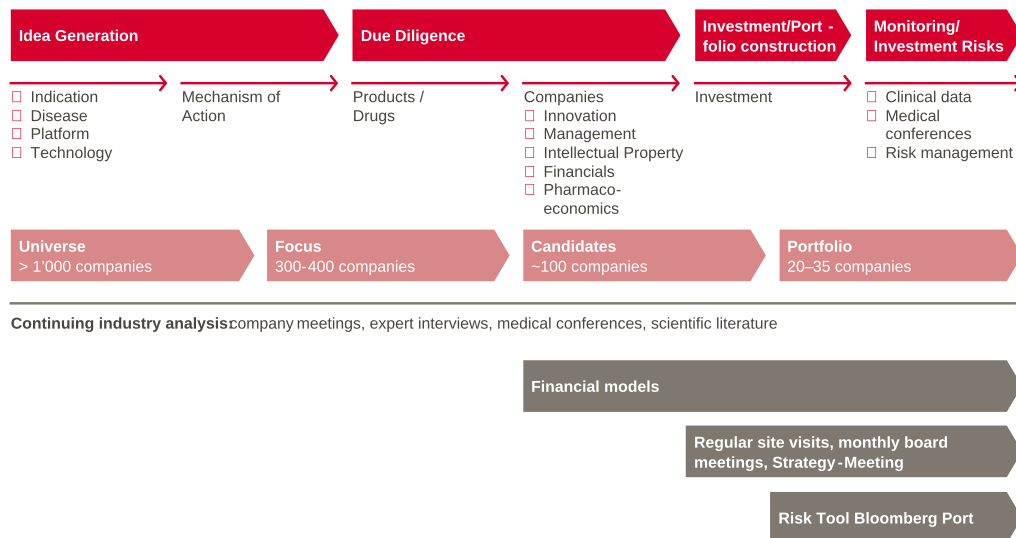 Idea Generation
Due Diligence
Investment/Port -
folio construction
Monitoring/
Investment Risks
Indication
Disease
Platform
Technology
Mechanism of
Action
Products /
Drugs
Companies
Innovation
Management
Intellectual Property
Financials
Pharmaco-
economics
Investment
Clinical data
Medical
conferences
Risk management
Universe
> 1’000 companies
Focus
300-400 companies
Candidates
~100 companies
Portfolio
20–35 companies
Continuing industry analysis: company meetings, expert interviews, medical conferences, scientific literature
Financial models
Regular site visits, monthly board
meetings, Strategy-Meeting
Risk Tool Bloomberg Port